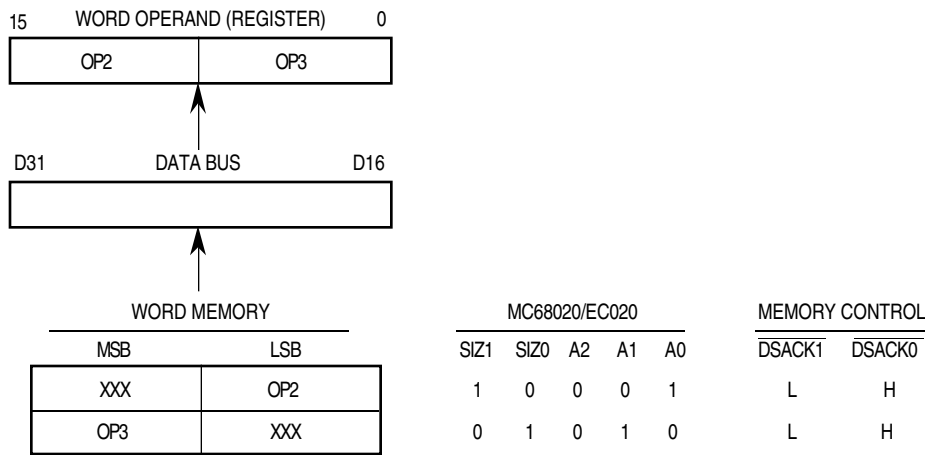 15 WORD OPERAND (REGISTER) 0
OP2 OP3
D31 DATA BUS D16
WORD MEMORY MC68020/EC020 MEMORY CONTROL
MSB LSB SIZ1 SIZ0 A2 A1 A0 DSACK1 DSACK0
XXX OP2 1 0 0 0 1 L H
OP3 XXX 0 1 0 1 0 L H